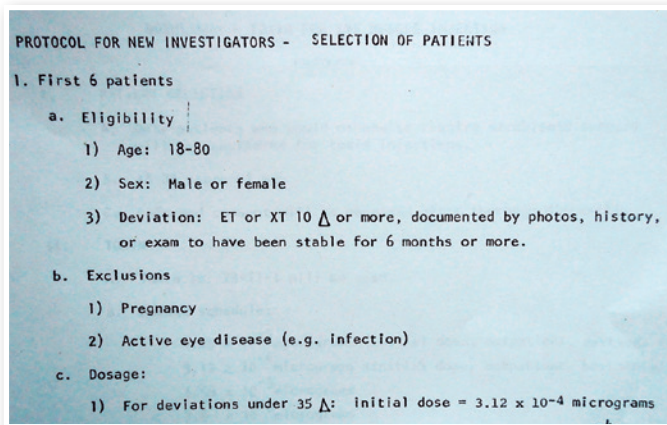 PROTOCOL FOR NEW INVESTIGATORS - SELECTION OF PATIENTS
1. First 6 patients
a. Eligibility
1) Age: 18-80
2) Sex: Male or female
3) Deviation: ET or XT 10 Δ or more, documented by photos, history,
or exam to have been stable for 6 months or more.
b. Exclusions
1) Pregnancy
2) Active eye disease (e.g. infection)
c. Dosage:
1) For deviations under 35 Δ: initial dose = 3.12 x 10-4 micrograms